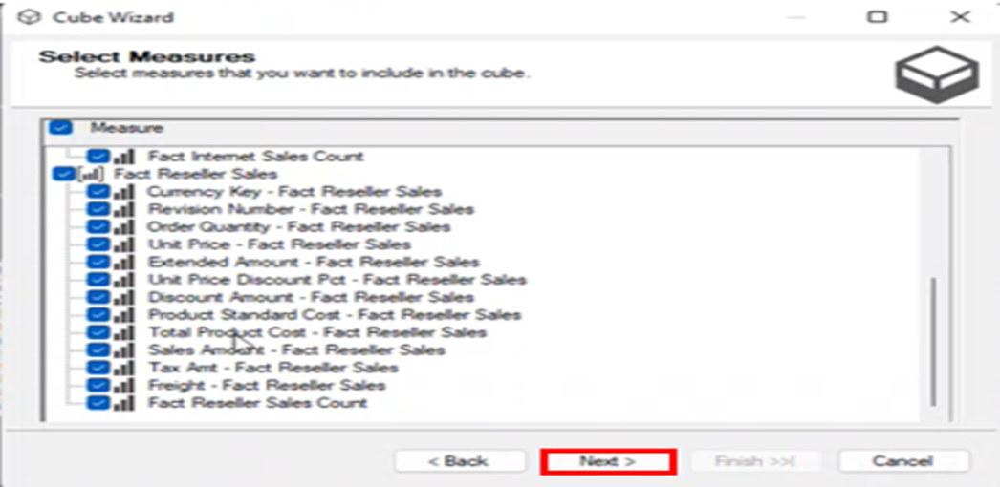 Cube Wizard
Select Measures
Select measures that you want to include in the cube.
Measure
Fact Internet Sales Count
Fact Reseller Sales
Currency Key - Fact Reseller Sales
Revision Number - Fact Reseller Sales
Order Quantity - Fact Reseller Sales
Unit Price - Fact Reseller Sales
Extended Amount - Fact Reseller Sales
Unit Price Discount Pct - Fact Reseller Sales
Discount Amount - Fact Reseller Sales
Product Standard Cost - Fact Reseller Sales
Total Product Cost - Fact Reseller Sales
Sales Amount - Fact Reseller Sales
Tax Amt - Fact Reseller Sales
Freight - Fact Reseller Sales
Fact Reseller Sales Count
< Back Next > Finish >>| Cancel